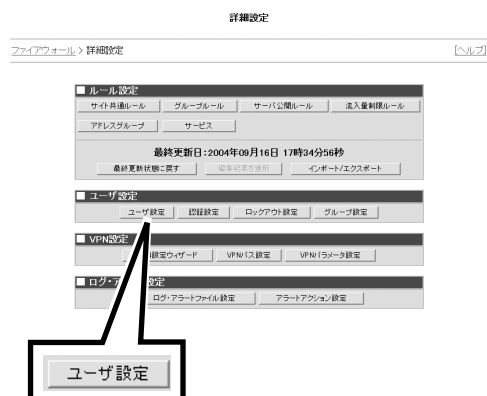 詳細設定
ファイアウォール > 詳細設定 [ヘルプ]
■ ルール設定
サイト共通ルール グループルール サーバ公開ルール 流入量制限ルール
アドレスグループ サービス
最終更新日:2004年09月16日 17時34分56秒
最終更新状態に戻す 編集結果を適用 インポート/エクスポート
■ ユーザ設定
ユーザ設定 認証設定 ロックアウト設定 グループ設定
■ VPN設定
設定ウィザード VPNパス設定 VPNパラメータ設定
■ ログ・ア 設定
ログ・アラートファイル設定 アラートアクション設定
ユーザ設定